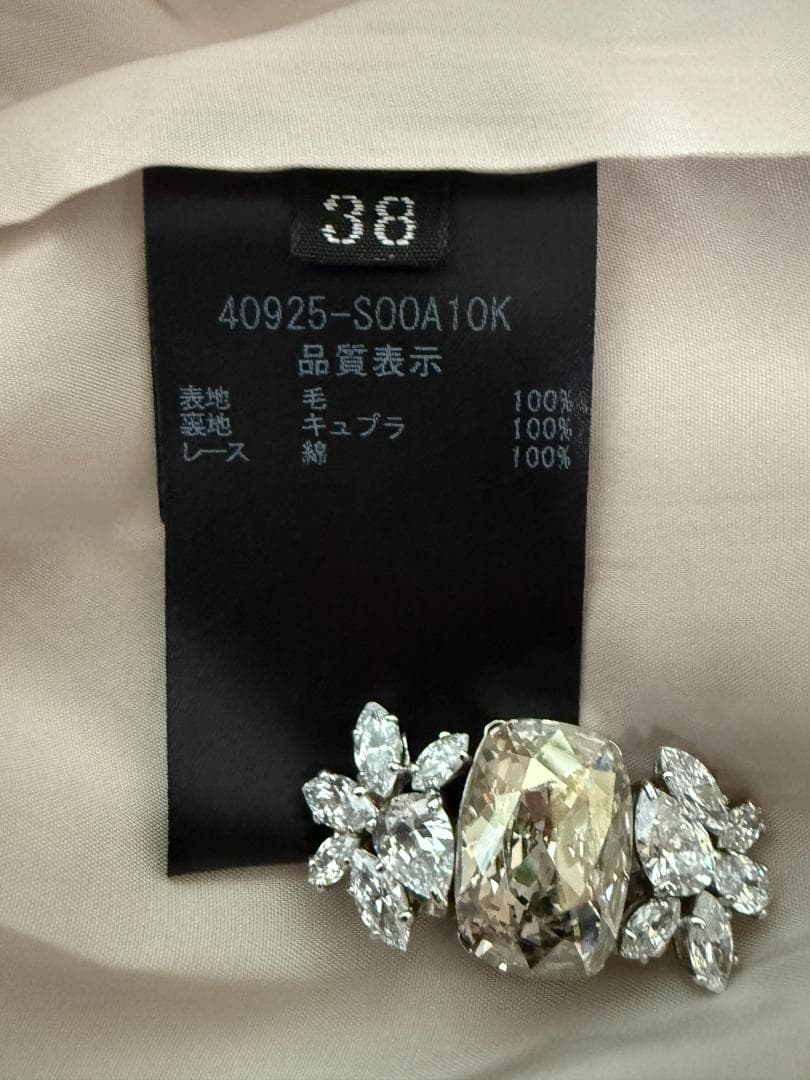 38
40925-S00A10K
品質表示
表地 毛 100%
裏地 キュプラ 100%
レース 綿 100%